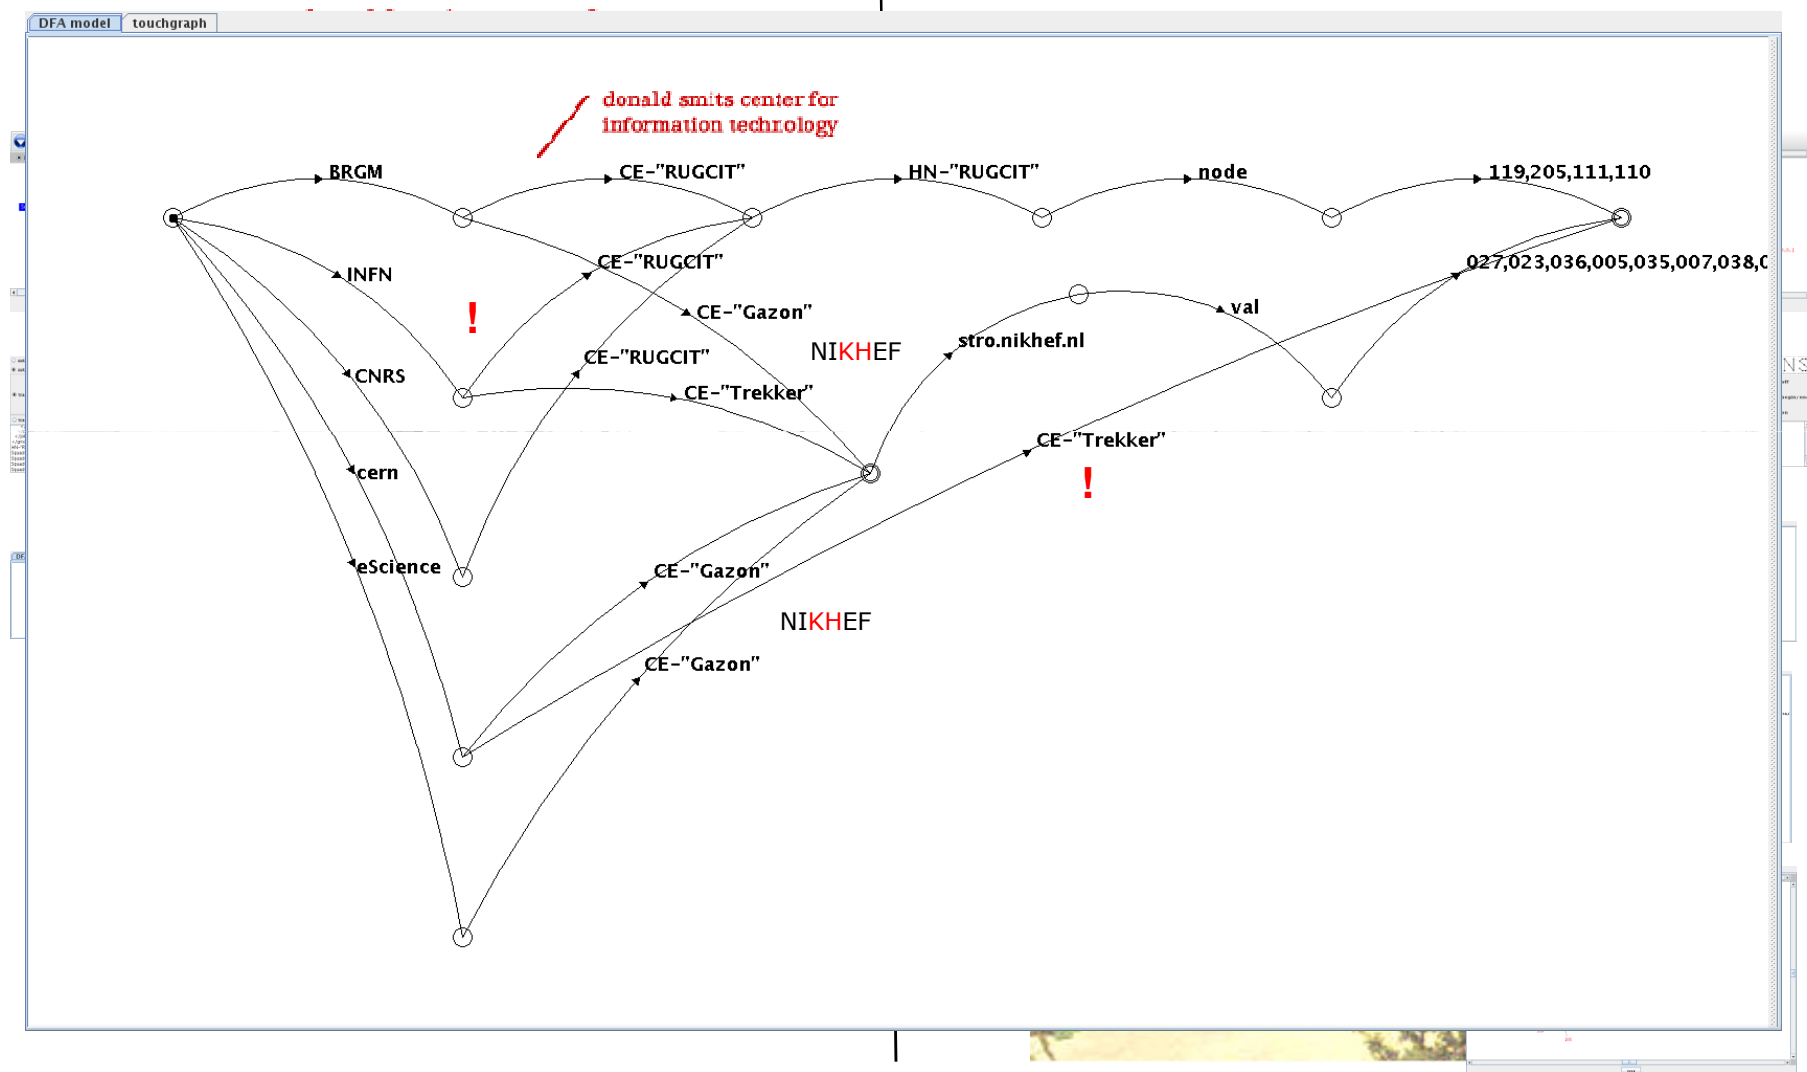 DFA model
touchgraph
donald smits center for
information technology
BRGM
CE-"RUGCIT"
HN-"RUGCIT"
node
119,205,111,110
INFN
CE-"RUGCIT"
027,023,036,005,035,007,038,0
!
CE-"Gazon"
val
NIKHEF
stro.nikhef.nl
CE-"RUGCIT"
CNRS
CE-"Trekker"
CE-"Trekker"
cern
!
eScience
CE-"Gazon"
NIKHEF
CE-"Gazon"